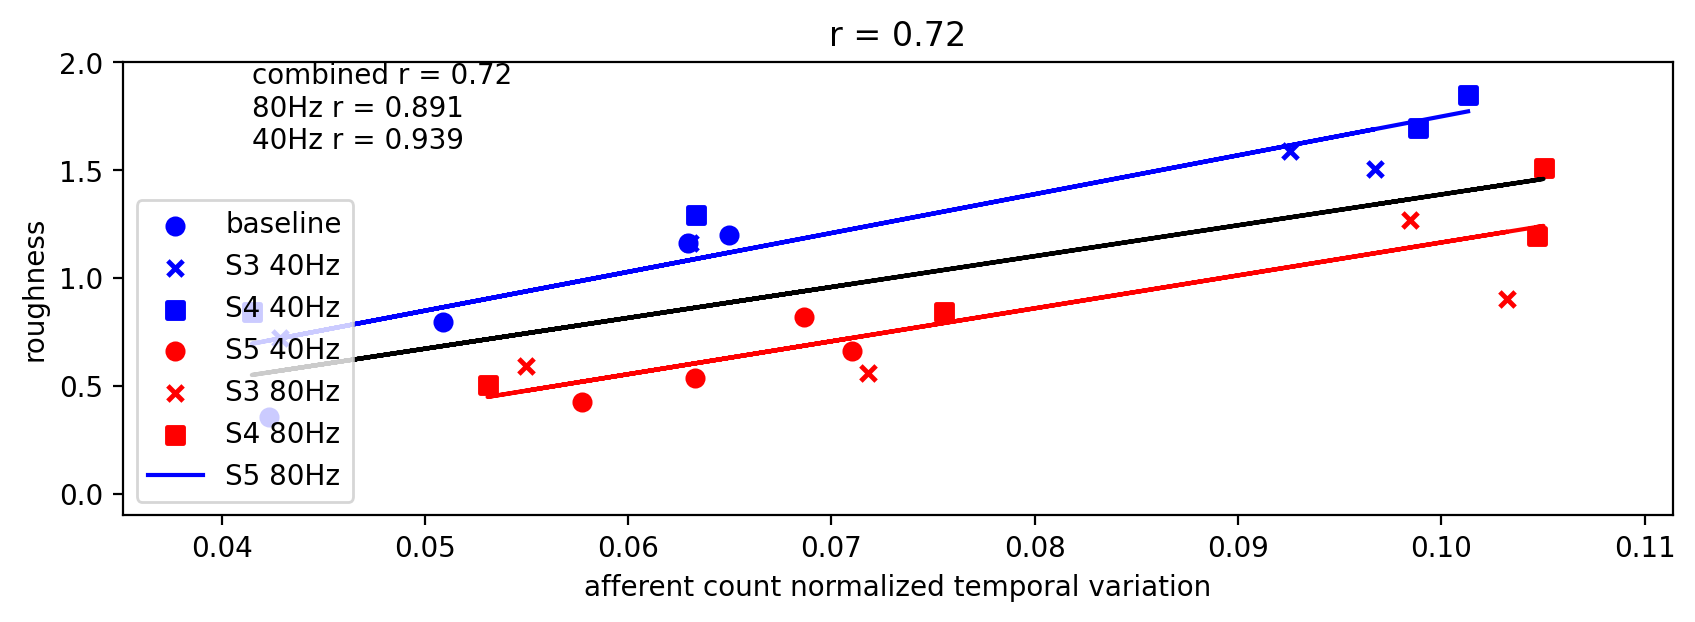 r = 0.72
combined r = 0.72
80Hz r = 0.891
40Hz r = 0.939
2.0
1.5
1.0
0.5
0.0
roughness
baseline
S3 40Hz
S4 40Hz
S5 40Hz
S3 80Hz
S4 80Hz
S5 80Hz
0.04 0.05 0.06 0.07 0.08 0.09 0.10 0.11
afferent count normalized temporal variation